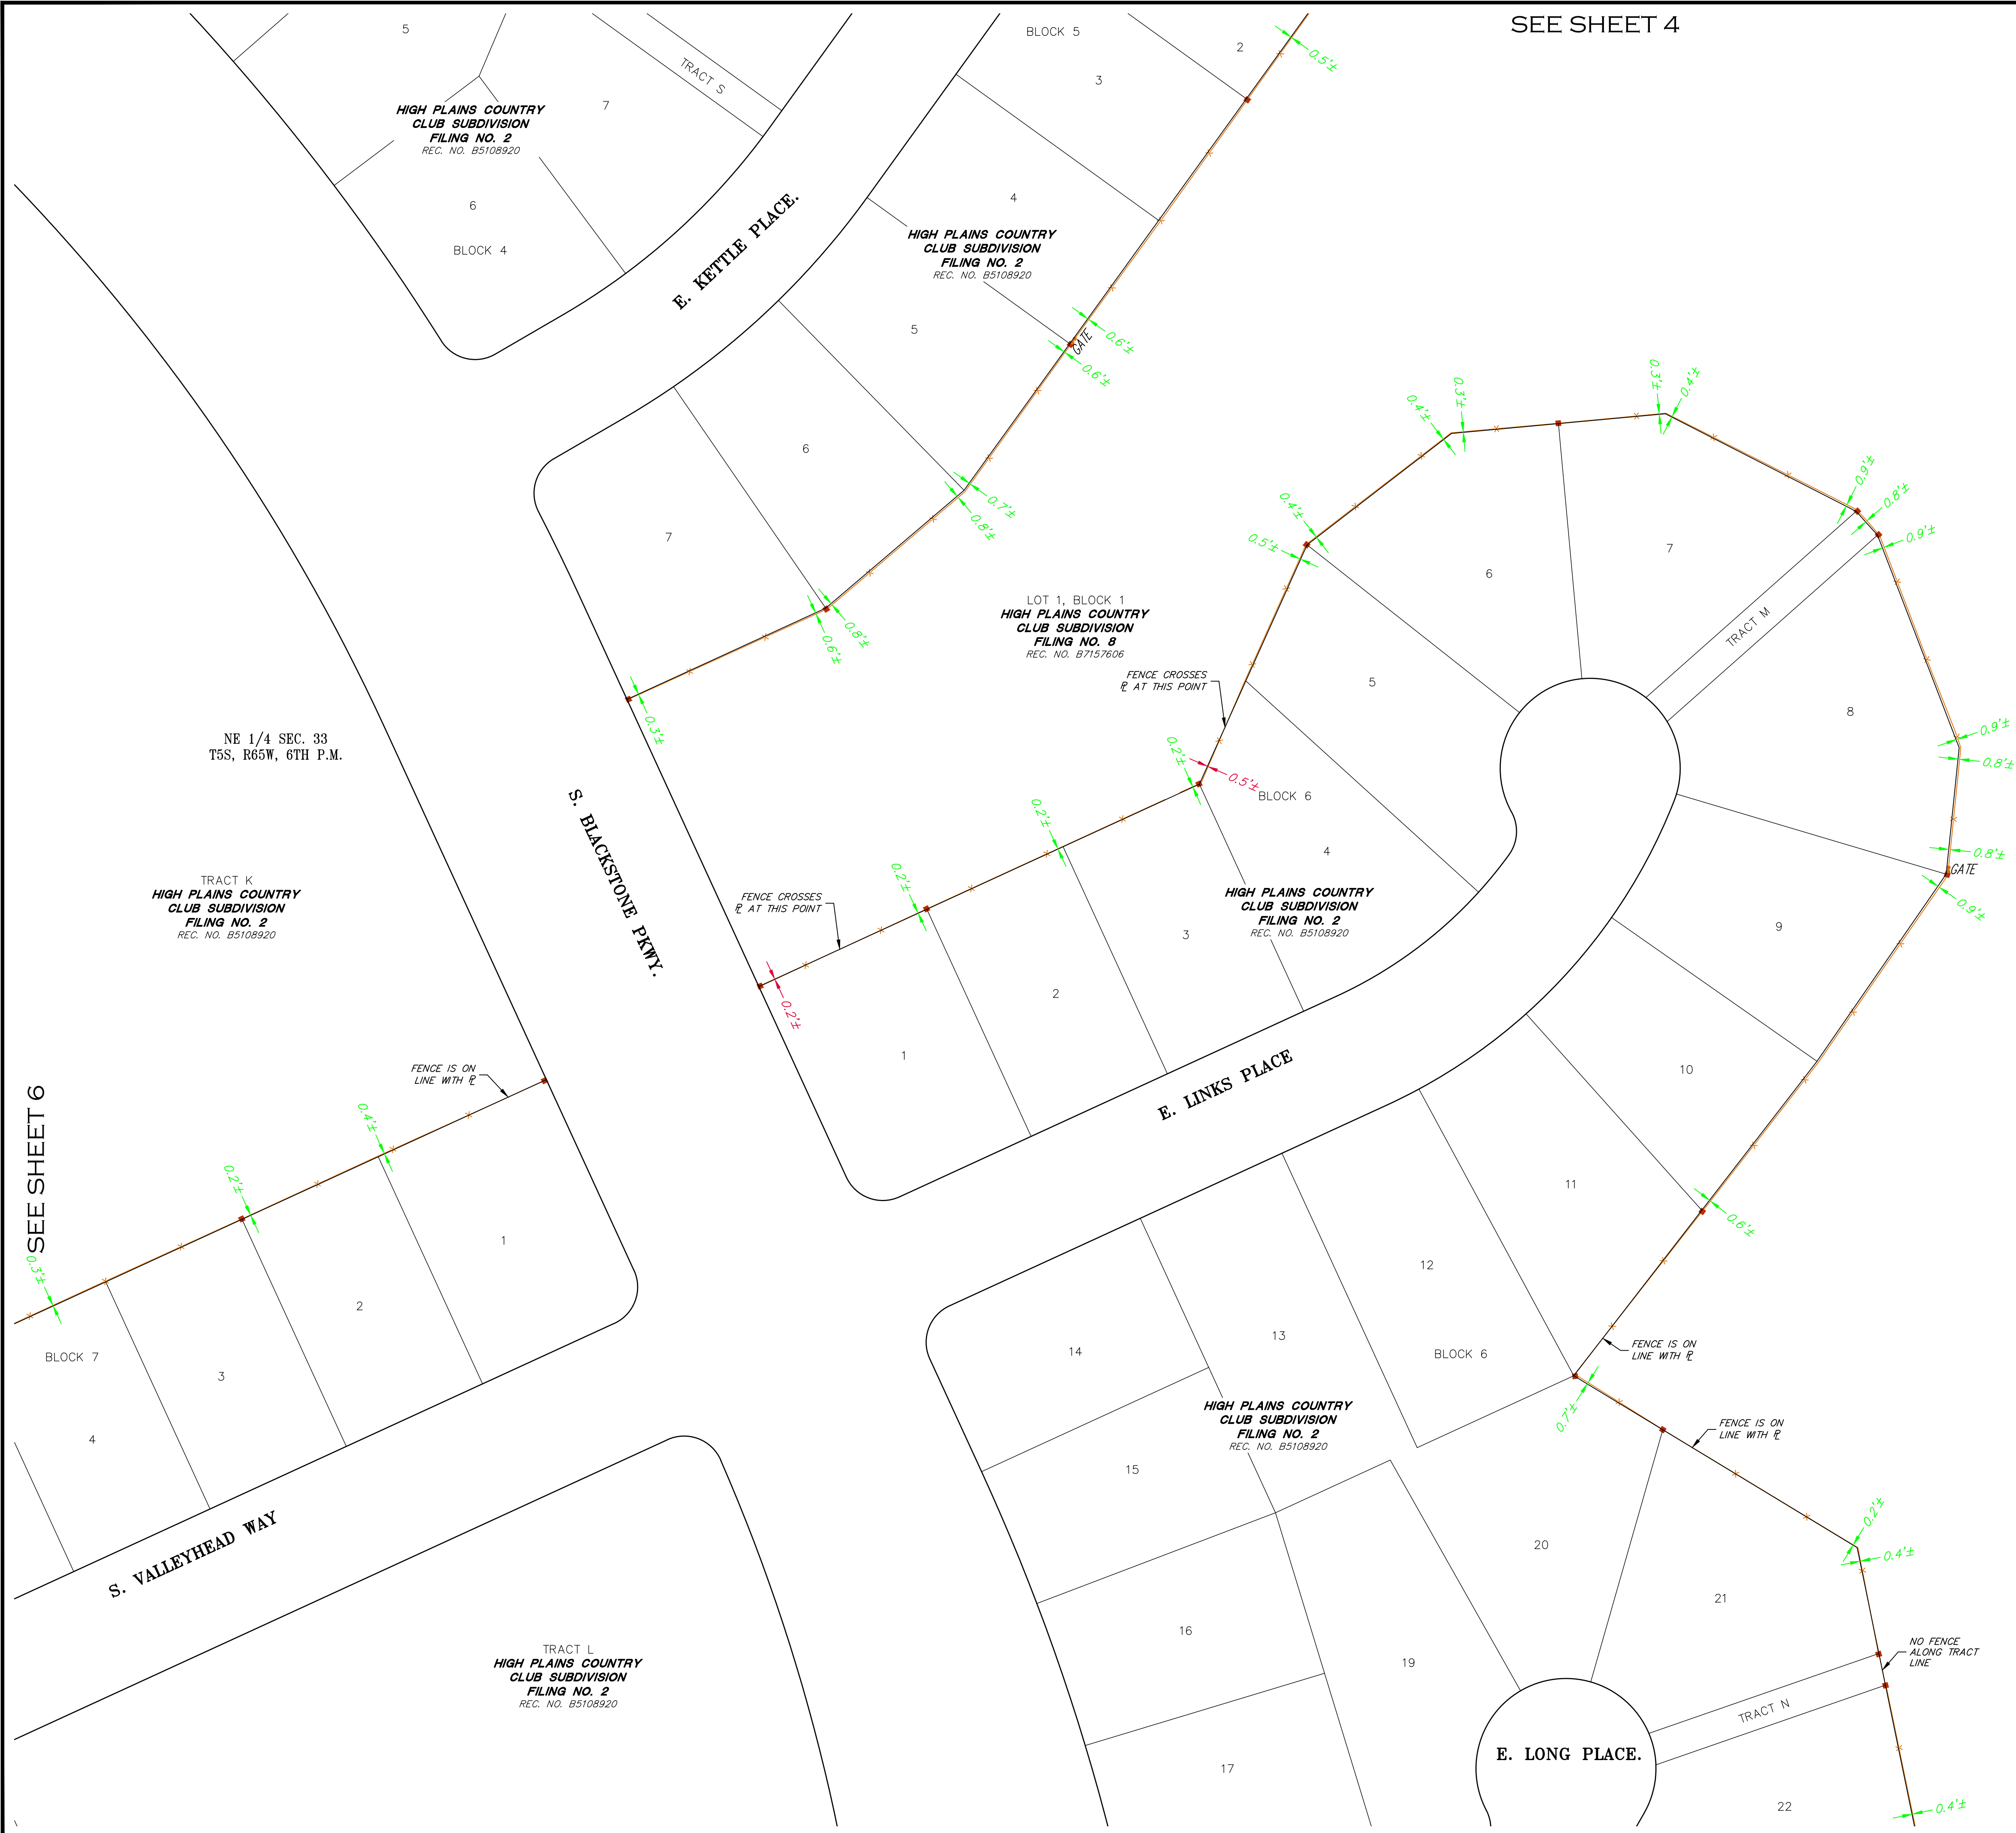 SEE SHEET 4
5
BLOCK 5
2
0.5'±
3
TRACT S
7
HIGH PLAINS COUNTRY
CLUB SUBDIVISION
FILING NO. 2
REC. NO. B5108920
6
BLOCK 4
4
E. KETTLE PLACE.
HIGH PLAINS COUNTRY
CLUB SUBDIVISION
FILING NO. 2
REC. NO. B5108920
5
0.6'±
GATE
0.6'±
6
0.7'±
0.8'±
7
0.8'±
0.6'±
0.3'±
0.4'±
0.3'±
0.3'±
0.4'±
0.9'±
0.8'±
0.9'±
0.4'±
0.5'±
7
6
LOT 1, BLOCK 1
HIGH PLAINS COUNTRY
CLUB SUBDIVISION
FILING NO. 8
REC. NO. B7157606
TRACT M
FENCE CROSSES
PL AT THIS POINT
5
8
0.9'±
0.8'±
NE 1/4 SEC. 33
T5S, R65W, 6TH P.M.
0.2'±
0.5'±
BLOCK 6
S. BLACKSTONE PKWY.
0.2'±
4
0.8'±
GATE
0.9'±
0.2'±
TRACT K
HIGH PLAINS COUNTRY
CLUB SUBDIVISION
FILING NO. 2
REC. NO. B5108920
FENCE CROSSES
PL AT THIS POINT
HIGH PLAINS COUNTRY
CLUB SUBDIVISION
FILING NO. 2
REC. NO. B5108920
3
9
2
0.2'±
1
E. LINKS PLACE
10
FENCE IS ON
LINE WITH PL
SEE SHEET 6
0.4'±
0.2'±
0.3'±
11
0.6'±
1
2
12
BLOCK 7
3
4
13
14
BLOCK 6
FENCE IS ON
LINE WITH PL
0.7'±
HIGH PLAINS COUNTRY
CLUB SUBDIVISION
FILING NO. 2
REC. NO. B5108920
FENCE IS ON
LINE WITH PL
15
S. VALLEYHEAD WAY
0.2'±
0.4'±
20
21
16
19
NO FENCE
ALONG TRACT
LINE
TRACT L
HIGH PLAINS COUNTRY
CLUB SUBDIVISION
FILING NO. 2
REC. NO. B5108920
TRACT N
E. LONG PLACE.
17
22
0.4'±